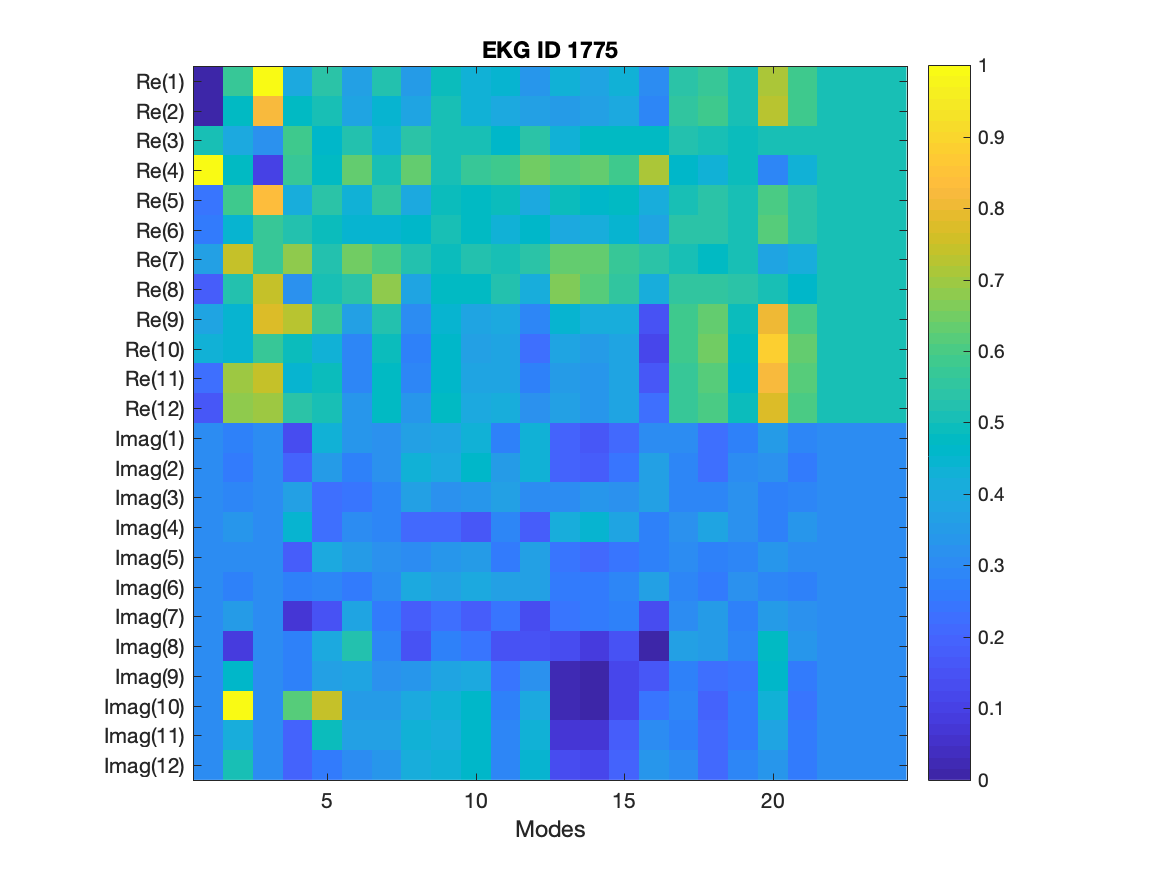 EKG ID 1775
Re(1)
Re(2)
Re(3)
Re(4)
Re(5)
Re(6)
Re(7)
Re(8)
Re(9)
Re(10)
Re(11)
Re(12)
Imag(1)
Imag(2)
Imag(3)
Imag(4)
Imag(5)
Imag(6)
Imag(7)
Imag(8)
Imag(9)
Imag(10)
Imag(11)
Imag(12)
5 10 15 20
Modes
1
0.9
0.8
0.7
0.6
0.5
0.4
0.3
0.2
0.1
0